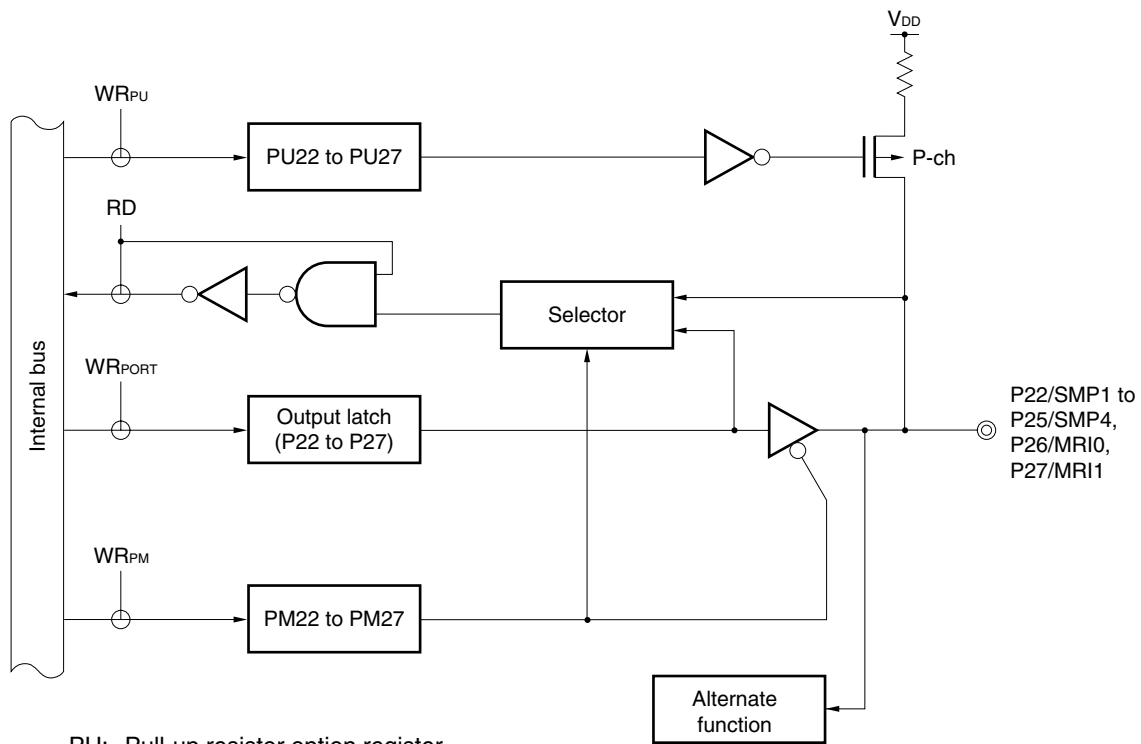 VDD
WRPU
PU22 to PU27
P-ch
RD
Selector
Internal bus
WRPORT
Output latch
(P22 to P27)
P22/SMP1 to
P25/SMP4,
P26/MRI0,
P27/MRI1
WRPM
PM22 to PM27
Alternate
function
PU: Pull-up resistor option register